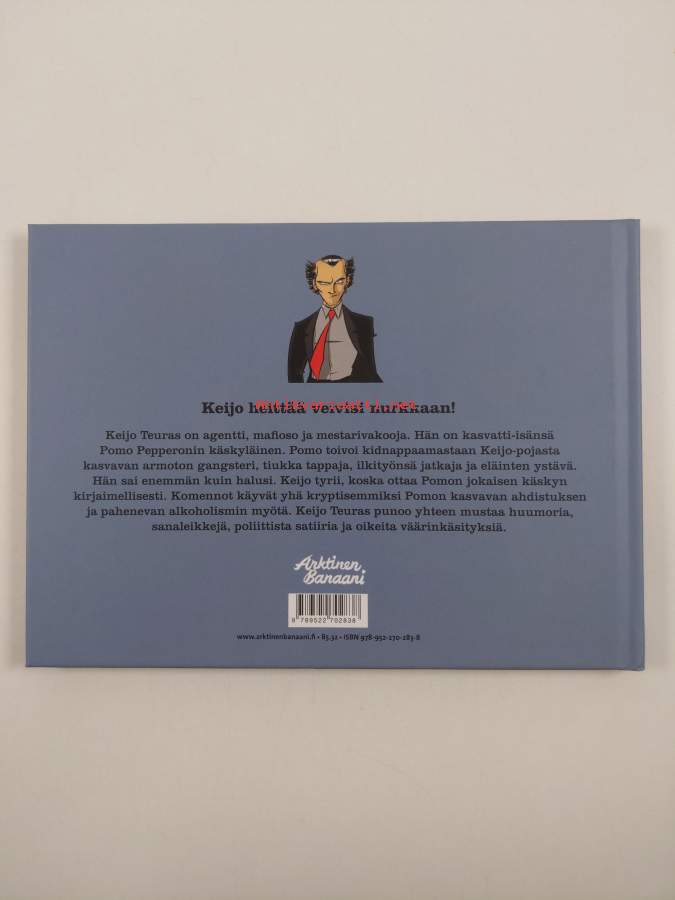 Keijo heittää veivisi nurkkaan!
Keijo Teuras on agentti, mafioso ja mestarivakooja. Hän on kasvatti-isänsä
Pomo Pepperonin käskyläinen. Pomo toivoi kidnappaamastaan Keijo-pojasta
kasvavan armoton gangsteri, tiukka tappaja, ilkityönsä jatkaja ja eläinten ystävä.
Hän sai enemmän kuin halusi. Keijo tyrii, koska ottaa Pomon jokaisen käskyn
kirjaimellisesti. Komennot käyvät yhä kryptisemmiksi Pomon kasvavan ahdistuksen
ja pahenevan alkoholismin myötä. Keijo Teuras punoo yhteen mustaa huumoria,
sanaleikkejä, poliittista satiiria ja oikeita väärinkäsityksiä.
Arktinen
Banaani
9 789522 702838
www.arktinenbanaani.fi • 85.32 • ISBN 978-952-270-283-8